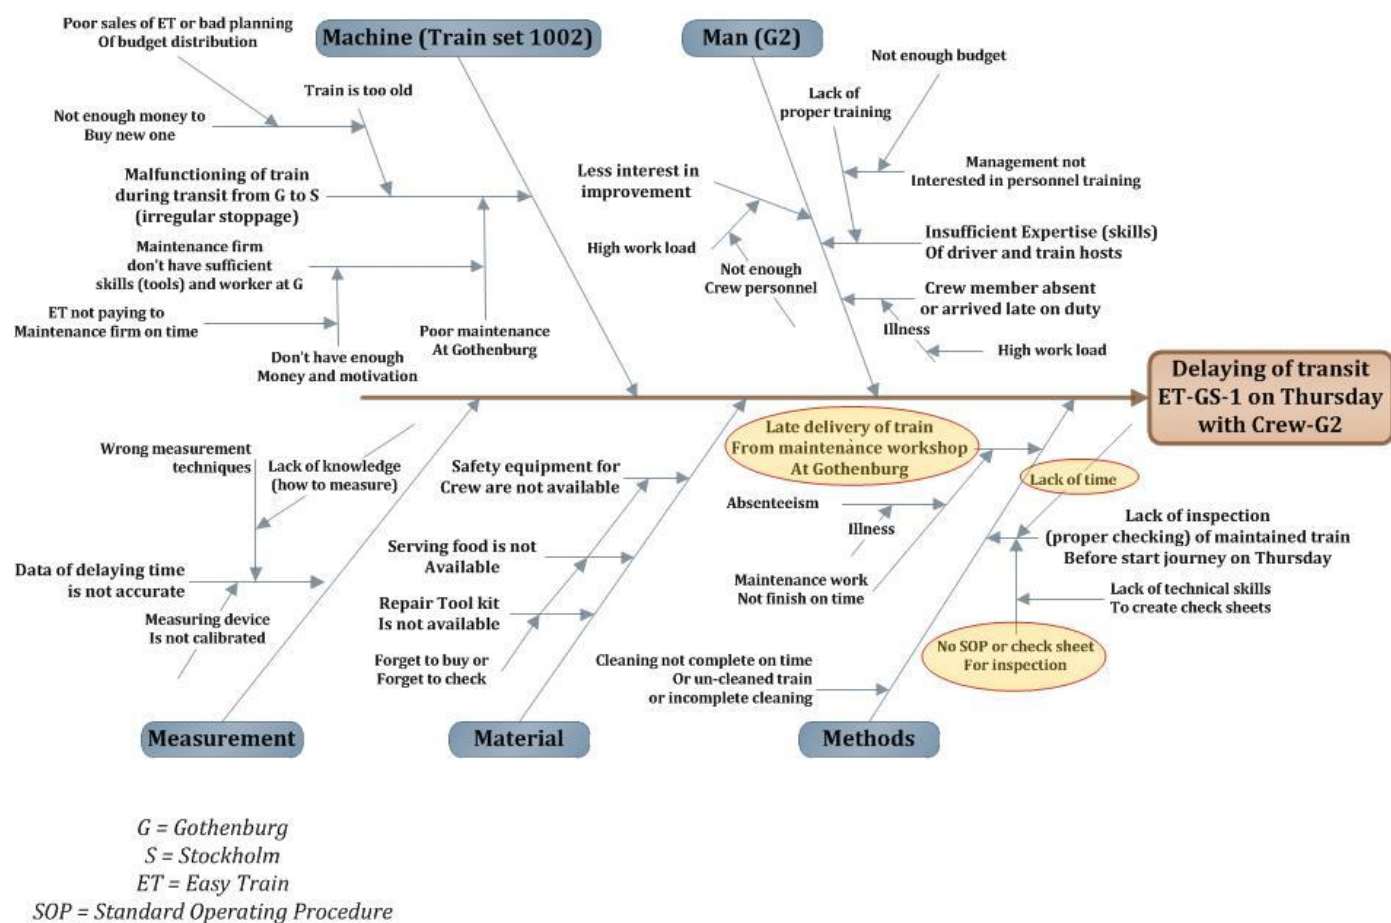 Poor sales of ET or bad planning
Of budget distribution
Machine (Train set 1002)
Man (G2)
Not enough budget
Train is too old
Lack of
proper training
Not enough money to
Buy new one
Less interest in
improvement
Management not
Interested in personnel training
Malfunctioning of train
during transit from G to S
(irregular stoppage)
High work load
Insufficient Expertise (skills)
Of driver and train hosts
Maintenance firm
don't have sufficient
skills (tools) and worker at G
Not enough
Crew personnel
Crew member absent
or arrived late on duty
Illness
ET not paying to
Maintenance firm on time
Poor maintenance
At Gothenburg
High work load
Don't have enough
Money and motivation
Delaying of transit
ET-GS-1 on Thursday
with Crew-G2
Late delivery of train
From maintenance workshop
At Gothenburg
Wrong measurement
techniques
Lack of knowledge
(how to measure)
Safety equipment for
Crew are not available
Lack of time
Absenteeism
Illness
Lack of inspection
(proper checking) of maintained train
Before start journey on Thursday
Serving food is not
Available
Data of delaying time
is not accurate
Maintenance work
Not finish on time
Lack of technical skills
To create check sheets
Repair Tool kit
Is not available
Measuring device
Is not calibrated
No SOP or check sheet
For inspection
Forget to buy or
Forget to check
Cleaning not complete on time
Or un-cleaned train
or incomplete cleaning
Measurement
Material
Methods
G = Gothenburg
S = Stockholm
ET = Easy Train
SOP = Standard Operating Procedure